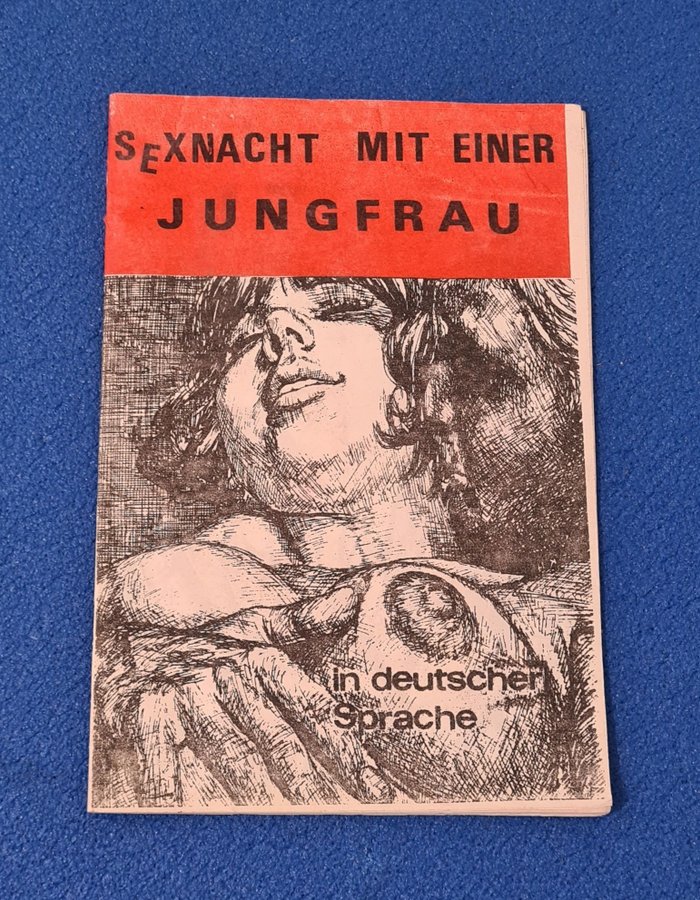 SEXNACHT MIT EINER
JUNGFRAU
in deutscher
Sprache